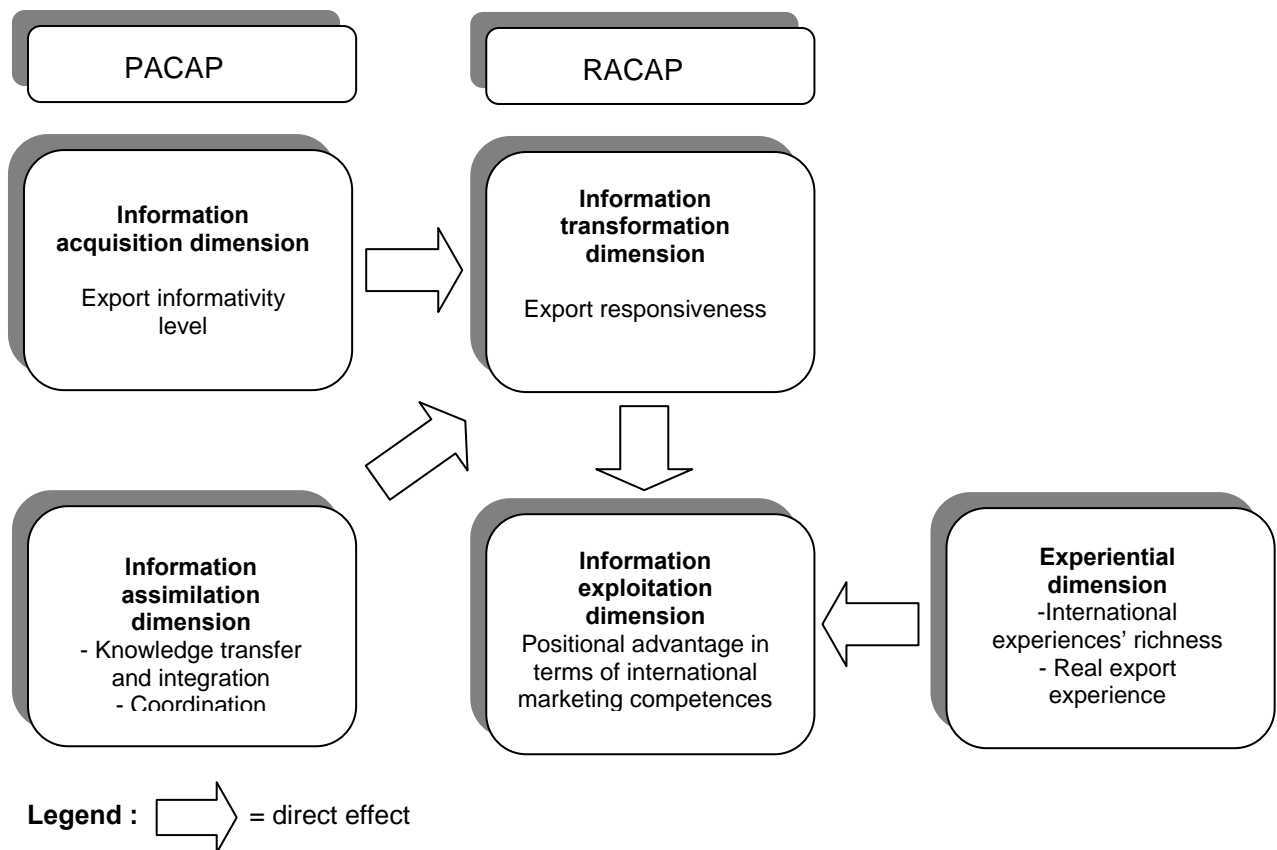 PACAP
RACAP
Information
acquisition dimension
Export informativity
level
Information
transformation
dimension
Export responsiveness
Information
assimilation
dimension
- Knowledge transfer
and integration
- Coordination
Information
exploitation
dimension
Positional advantage in
terms of international
marketing competences
Experiential
dimension
-International
experiences’ richness
- Real export
experience
Legend : = direct effect